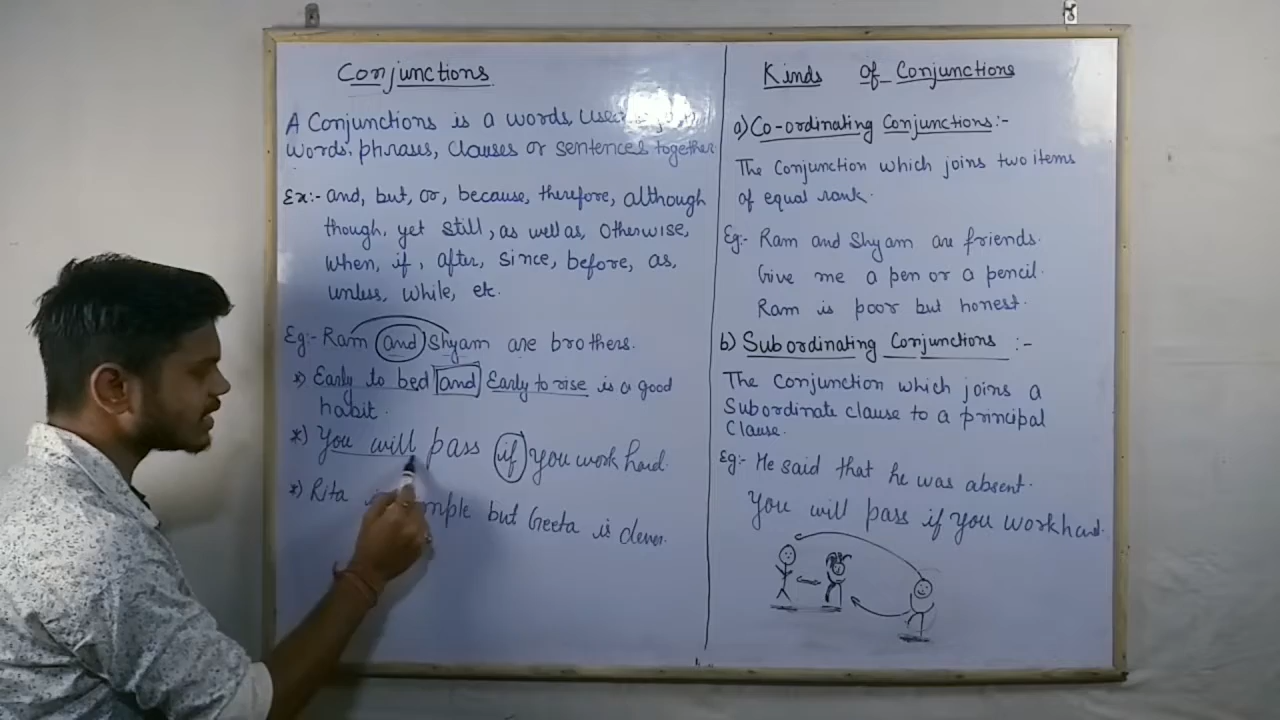 Conjunctions
A Conjunctions is a words, used
words, phrases, clauses or sentences together
Ex:- and, but, or, because, therefore, although
though, yet still, as well as, otherwise,
when, if, after, since, before, as,
unless, while, etc.
Eg:- Ram and Shyam are brothers.
*) Early to bed and Early to rise is a good
habit.
*) You will pass if you work hard.
*) Rita but Geeta is clever.
Kinds of Conjunctions
a) Co-ordinating Conjunctions:-
The Conjunction which joins two items
of equal rank.
Eg:- Ram and Shyam are friends.
Give me a pen or a pencil.
Ram is poor but honest.
b) Subordinating Conjunctions :-
The Conjunction which joins a
Subordinate clause to a principal
Clause.
Eg:- He said that he was absent.
You will pass if you work hard.